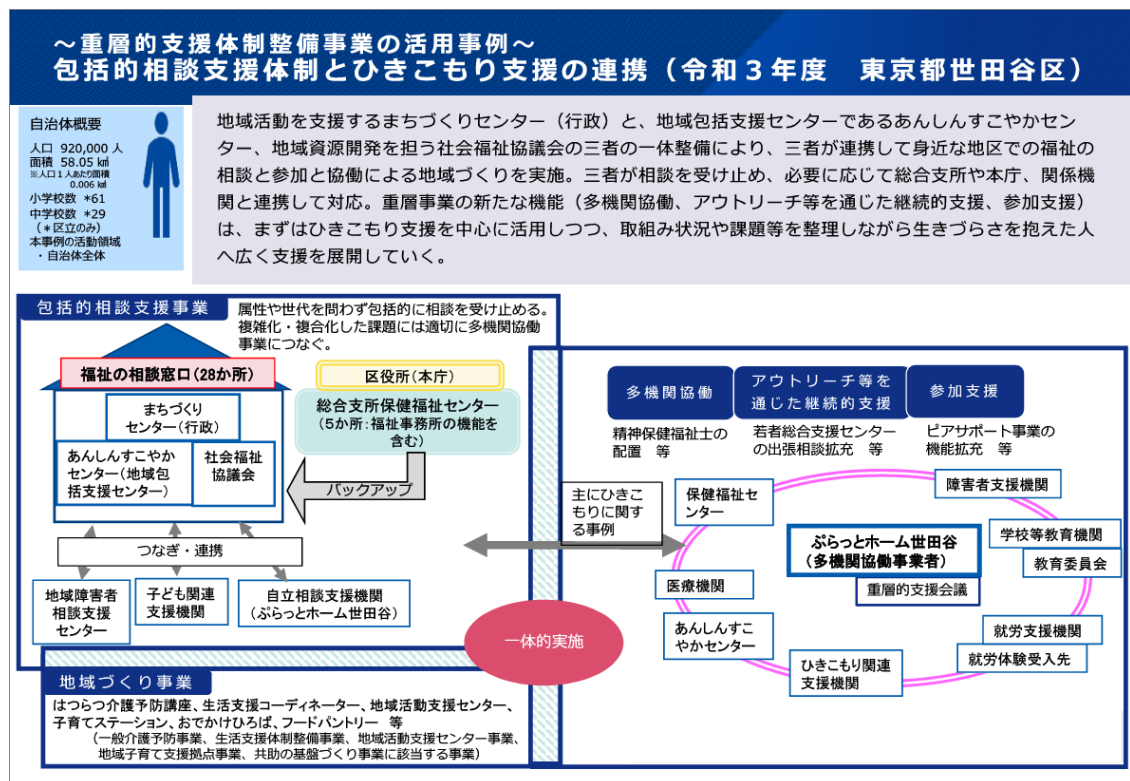 ～重層的支援体制整備事業の活用事例～
包括的相談支援体制とひきこもり支援の連携（令和３年度　東京都世田谷区）
自治体概要
人口 920,000 人
面積 58.05 ㎢
※人口１人あたり面積
0.006 ㎢
小学校数 *61
中学校数 *29
（＊区立のみ）
本事例の活動領域
・自治体全体
地域活動を支援するまちづくりセンター（行政）と、地域包括支援センターであるあんしんすこやかセン
ター、地域資源開発を担う社会福祉協議会の三者の一体整備により、三者が連携して身近な地区での福祉の
相談と参加と協働による地域づくりを実施。三者が相談を受け止め、必要に応じて総合支所や本庁、関係機
関と連携して対応。重層事業の新たな機能（多機関協働、アウトリーチ等を通じた継続的支援、参加支援）
は、まずはひきこもり支援を中心に活用しつつ、取組み状況や課題等を整理しながら生きづらさを抱えた人
へ広く支援を展開していく。
包括的相談支援事業
属性や世代を問わず包括的に相談を受け止める。
複雑化・複合化した課題には適切に多機関協働
事業につなぐ。
福祉の相談窓口（28か所）
まちづくり
センター（行政）
あんしんすこやか
センター（地域包
括支援センター）
社会福祉
協議会
区役所（本庁）
総合支所保健福祉センター
（５か所：福祉事務所の機能を
含む）
バックアップ
つなぎ・連携
地域障害者
相談支援
センター
子ども関連
支援機関
自立相談支援機関
（ぷらっとホーム世田谷）
多機関協働
アウトリーチ等を
通じた継続的支援
参加支援
精神保健福祉士の
配置　等
若者総合支援センター
の出張相談拡充　等
ピアサポート事業の
機能拡充　等
主にひきこ
もりに関す
る事例
保健福祉セ
ンター
障害者支援機関
学校等教育機関
教育委員会
ぷらっとホーム世田谷
（多機関協働事業者）
重層的支援会議
医療機関
あんしんすこ
やかセンター
ひきこもり関連
支援機関
就労支援機関
就労体験受入先
一体的実施
地域づくり事業
はつらつ介護予防講座、生活支援コーディネーター、地域活動支援センター、
子育てステーション、おでかけひろば、フードパントリー　等
（一般介護予防事業、生活支援体制整備事業、地域活動支援センター事業、
地域子育て支援拠点事業、共助の基盤づくり事業に該当する事業）